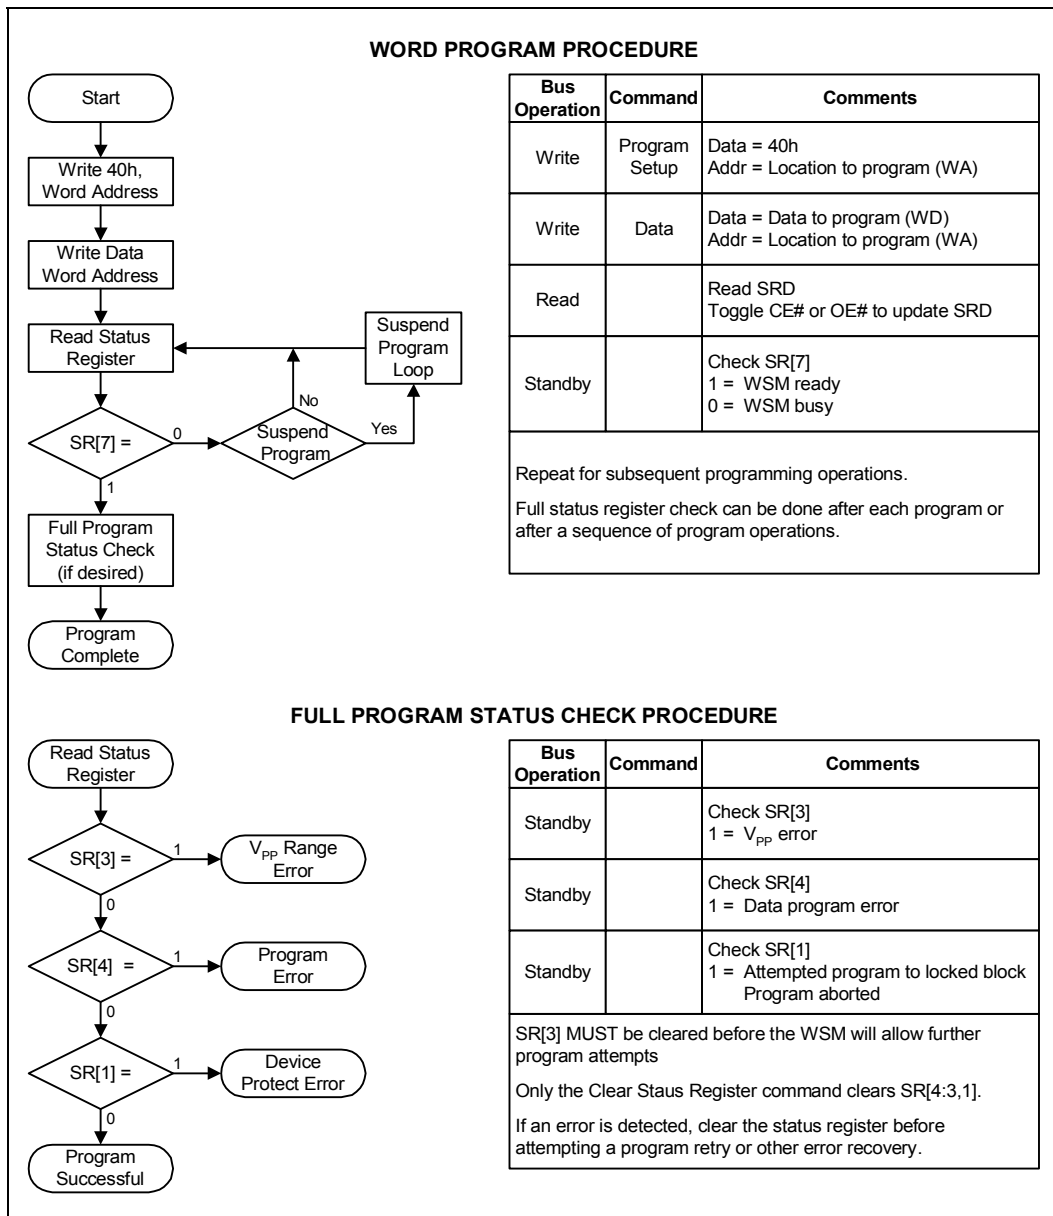 WORD PROGRAM PROCEDURE
Start
Write 40h,
Word Address
Write Data
Word Address
Read Status
Register
Suspend
Program
Loop
No
Yes
SR[7] =
0
Suspend
Program
1
Full Program
Status Check
(if desired)
Program
Complete
Bus
Operation
Command
Comments
Write
Program
Setup
Data = 40h
Addr = Location to program (WA)
Write
Data
Data = Data to program (WD)
Addr = Location to program (WA)
Read
Read SRD
Toggle CE# or OE# to update SRD
Standby
Check SR[7]
1 = WSM ready
0 = WSM busy
Repeat for subsequent programming operations.
Full status register check can be done after each program or
after a sequence of program operations.
FULL PROGRAM STATUS CHECK PROCEDURE
Read Status
Register
SR[3] =
1
VPP Range
Error
0
SR[4] =
1
Program
Error
0
SR[1] =
1
Device
Protect Error
0
Program
Successful
Bus
Operation
Command
Comments
Standby
Check SR[3]
1 = VPP error
Standby
Check SR[4]
1 = Data program error
Standby
Check SR[1]
1 = Attempted program to locked block
Program aborted
SR[3] MUST be cleared before the WSM will allow further
program attempts
Only the Clear Staus Register command clears SR[4:3,1].
If an error is detected, clear the status register before
attempting a program retry or other error recovery.